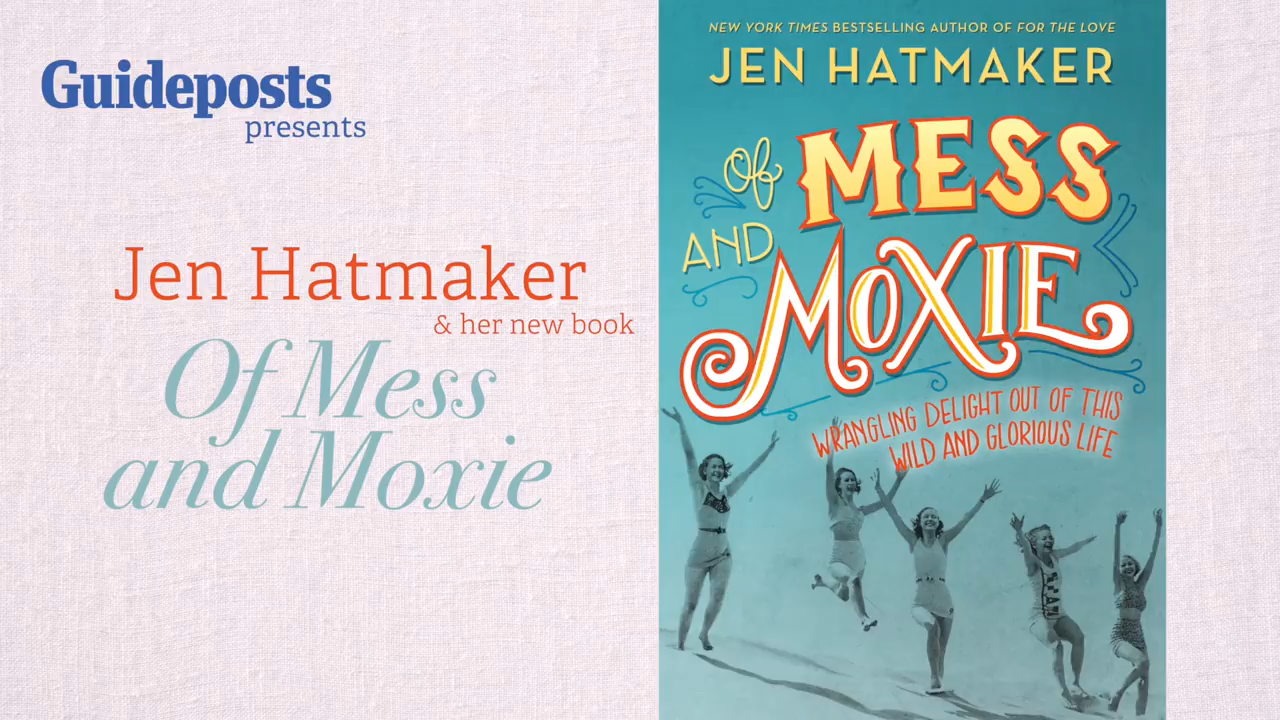 Guideposts
presents
Jen Hatmaker
& her new book
Of Mess
and Moxie
NEW YORK TIMES BESTSELLING AUTHOR OF FOR THE LOVE
JEN HATMAKER
Of MESS
AND MOXIE
WRANGLING DELIGHT OUT OF THIS
WILD AND GLORIOUS LIFE